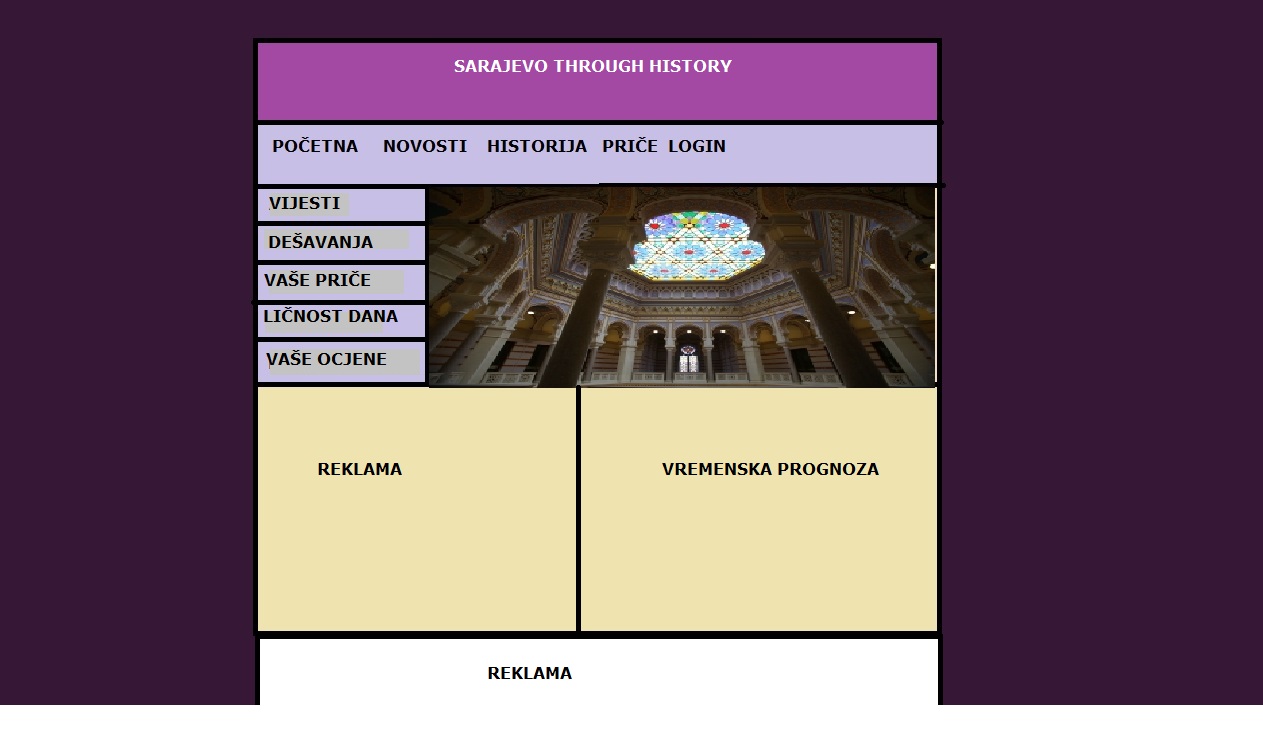 SARAJEVO THROUGH HISTORY
POČETNA NOVOSTI HISTORIJA PRIČE LOGIN
VIJESTI
DEŠAVANJA
VAŠE PRIČE
LIČNOST DANA
VAŠE OCJENE
REKLAMA
VREMENSKA PROGNOZA
REKLAMA